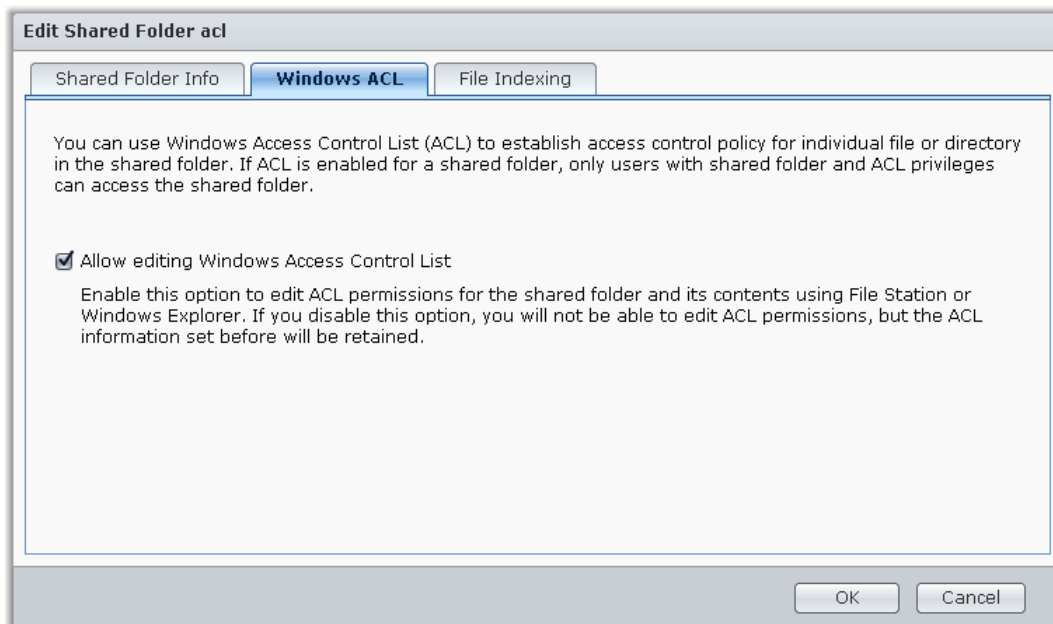 Edit Shared Folder acl
Shared Folder Info
Windows ACL
File Indexing
You can use Windows Access Control List (ACL) to establish access control policy for individual file or directory
in the shared folder. If ACL is enabled for a shared folder, only users with shared folder and ACL privileges
can access the shared folder.
Allow editing Windows Access Control List
Enable this option to edit ACL permissions for the shared folder and its contents using File Station or
Windows Explorer. If you disable this option, you will not be able to edit ACL permissions, but the ACL
information set before will be retained.
OK
Cancel